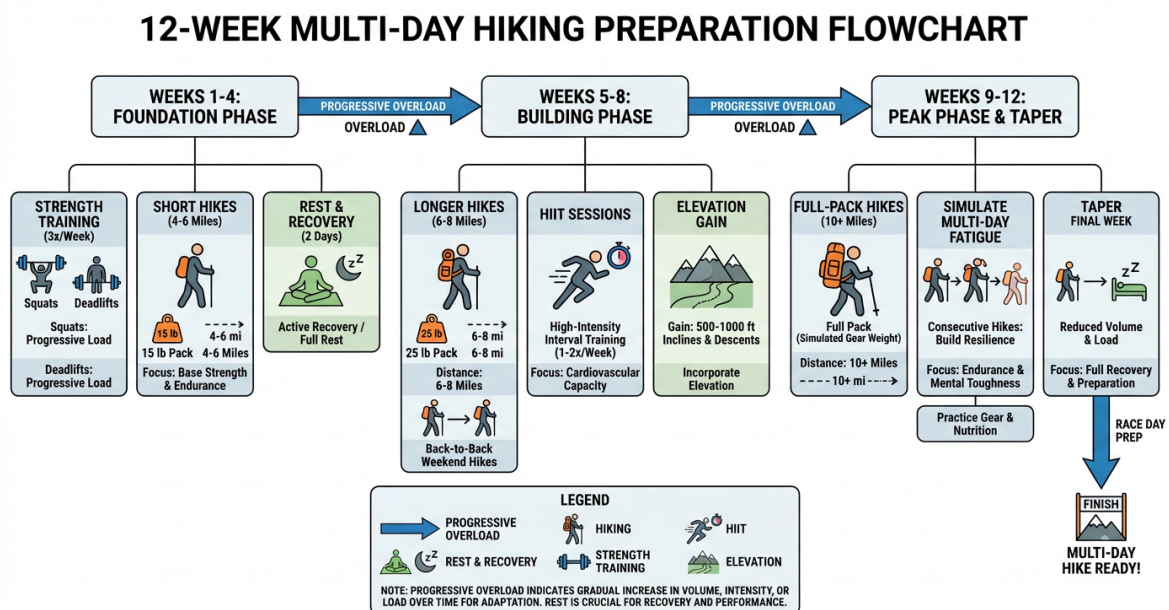 12-WEEK MULTI-DAY HIKING PREPARATION FLOWCHART
WEEKS 1-4:
FOUNDATION PHASE
PROGRESSIVE OVERLOAD
OVERLOAD
WEEKS 5-8:
BUILDING PHASE
PROGRESSIVE OVERLOAD
OVERLOAD
WEEKS 9-12:
PEAK PHASE & TAPER
STRENGTH
TRAINING
(3x/Week)
Squats
Deadlifts
Squats:
Progressive Load
Deadlifts:
Progressive Load
SHORT HIKES
(4-6 Miles)
15 lb
15 lb Pack
4-6 mi
4-6 Miles
Focus: Base Strength
& Endurance
REST &
RECOVERY
(2 Days)
zZZ
Active Recovery /
Full Rest
LONGER HIKES
(6-8 Miles)
25 lb
25 lb Pack
6-8 mi
6-8 mi
Distance:
6-8 Miles
Back-to-Back
Weekend Hikes
HIIT SESSIONS
High-Intensity
Interval Training
(1-2x/Week)
Focus: Cardiovascular
Capacity
ELEVATION
GAIN
Gain: 500-1000 ft
Inclines & Descents
Incorporate
Elevation
FULL-PACK HIKES
(10+ Miles)
Full Pack
(Simulated Gear Weight)
Distance: 10+ Miles
10+ mi
SIMULATE
MULTI-DAY
FATIGUE
Consecutive Hikes:
Build Resilience
Focus: Endurance &
Mental Toughness
Practice Gear &
Nutrition
TAPER
FINAL WEEK
zZ
Reduced Volume
& Load
Focus: Full Recovery
& Preparation
RACE DAY
PREP
FINISH
MULTI-DAY
HIKE READY!
LEGEND
PROGRESSIVE
OVERLOAD
HIKING
HIIT
zZZ
REST & RECOVERY
STRENGTH
TRAINING
ELEVATION
NOTE: PROGRESSIVE OVERLOAD INDICATES GRADUAL INCREASE IN VOLUME, INTENSITY, OR
LOAD OVER TIME FOR ADAPTATION. REST IS CRUCIAL FOR RECOVERY AND PERFORMANCE.